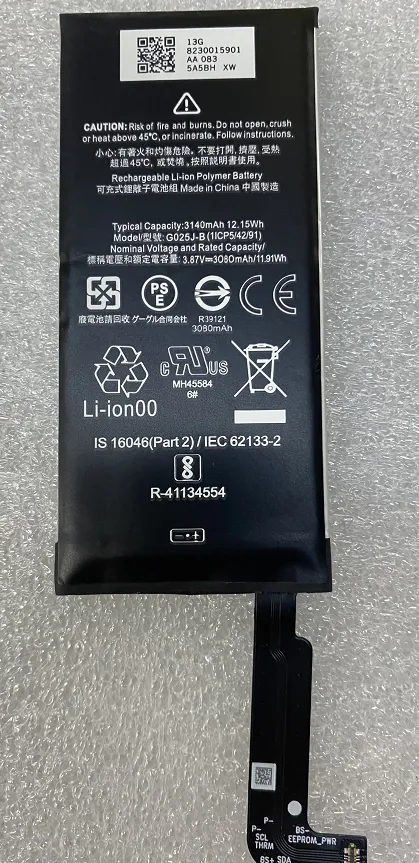 13G
8230015901
AA 083
5A5BH XW
CAUTION: Risk of fire and burns. Do not open, crush
or heat above 45°C, or incinerate. Follow instructions.
小心: 有著火和灼傷危險, 不要打開, 擠壓, 受熱
超過45°C, 或焚燒, 按照說明書使用。
Rechargeable Li-ion Polymer Battery
可充式鋰離子電池組 Made in China 中國製造
Typical Capacity:3140mAh 12.15Wh
Model/型號: G025J-B (1ICP5/42/91)
Nominal Voltage and Rated Capacity/
標稱電壓和額定電容量: 3.87V⎓3080mAh/11.91Wh
PS
E
CE
廢電池請回收 グーグル合同会社 R39121
3080mAh
c RU US
MH45584
6#
Li-ion00
IS 16046(Part 2) / IEC 62133-2
R-41134554
P-
P-
SCL
THRM
BS-
EEPROM_PWR
BS+ SDA